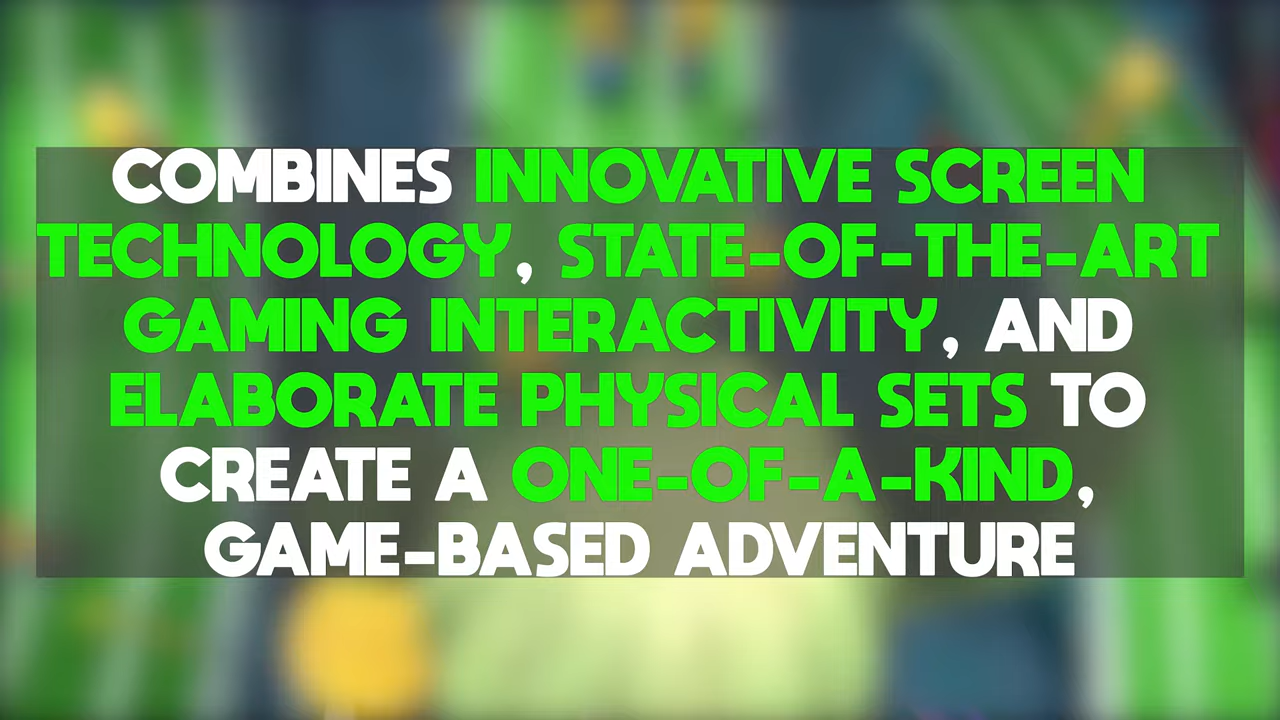 COMBINES INNOVATIVE SCREEN
TECHNOLOGY, STATE-OF-THE-ART
GAMING INTERACTIVITY, AND
ELABORATE PHYSICAL SETS TO
CREATE A ONE-OF-A-KIND,
GAME-BASED ADVENTURE